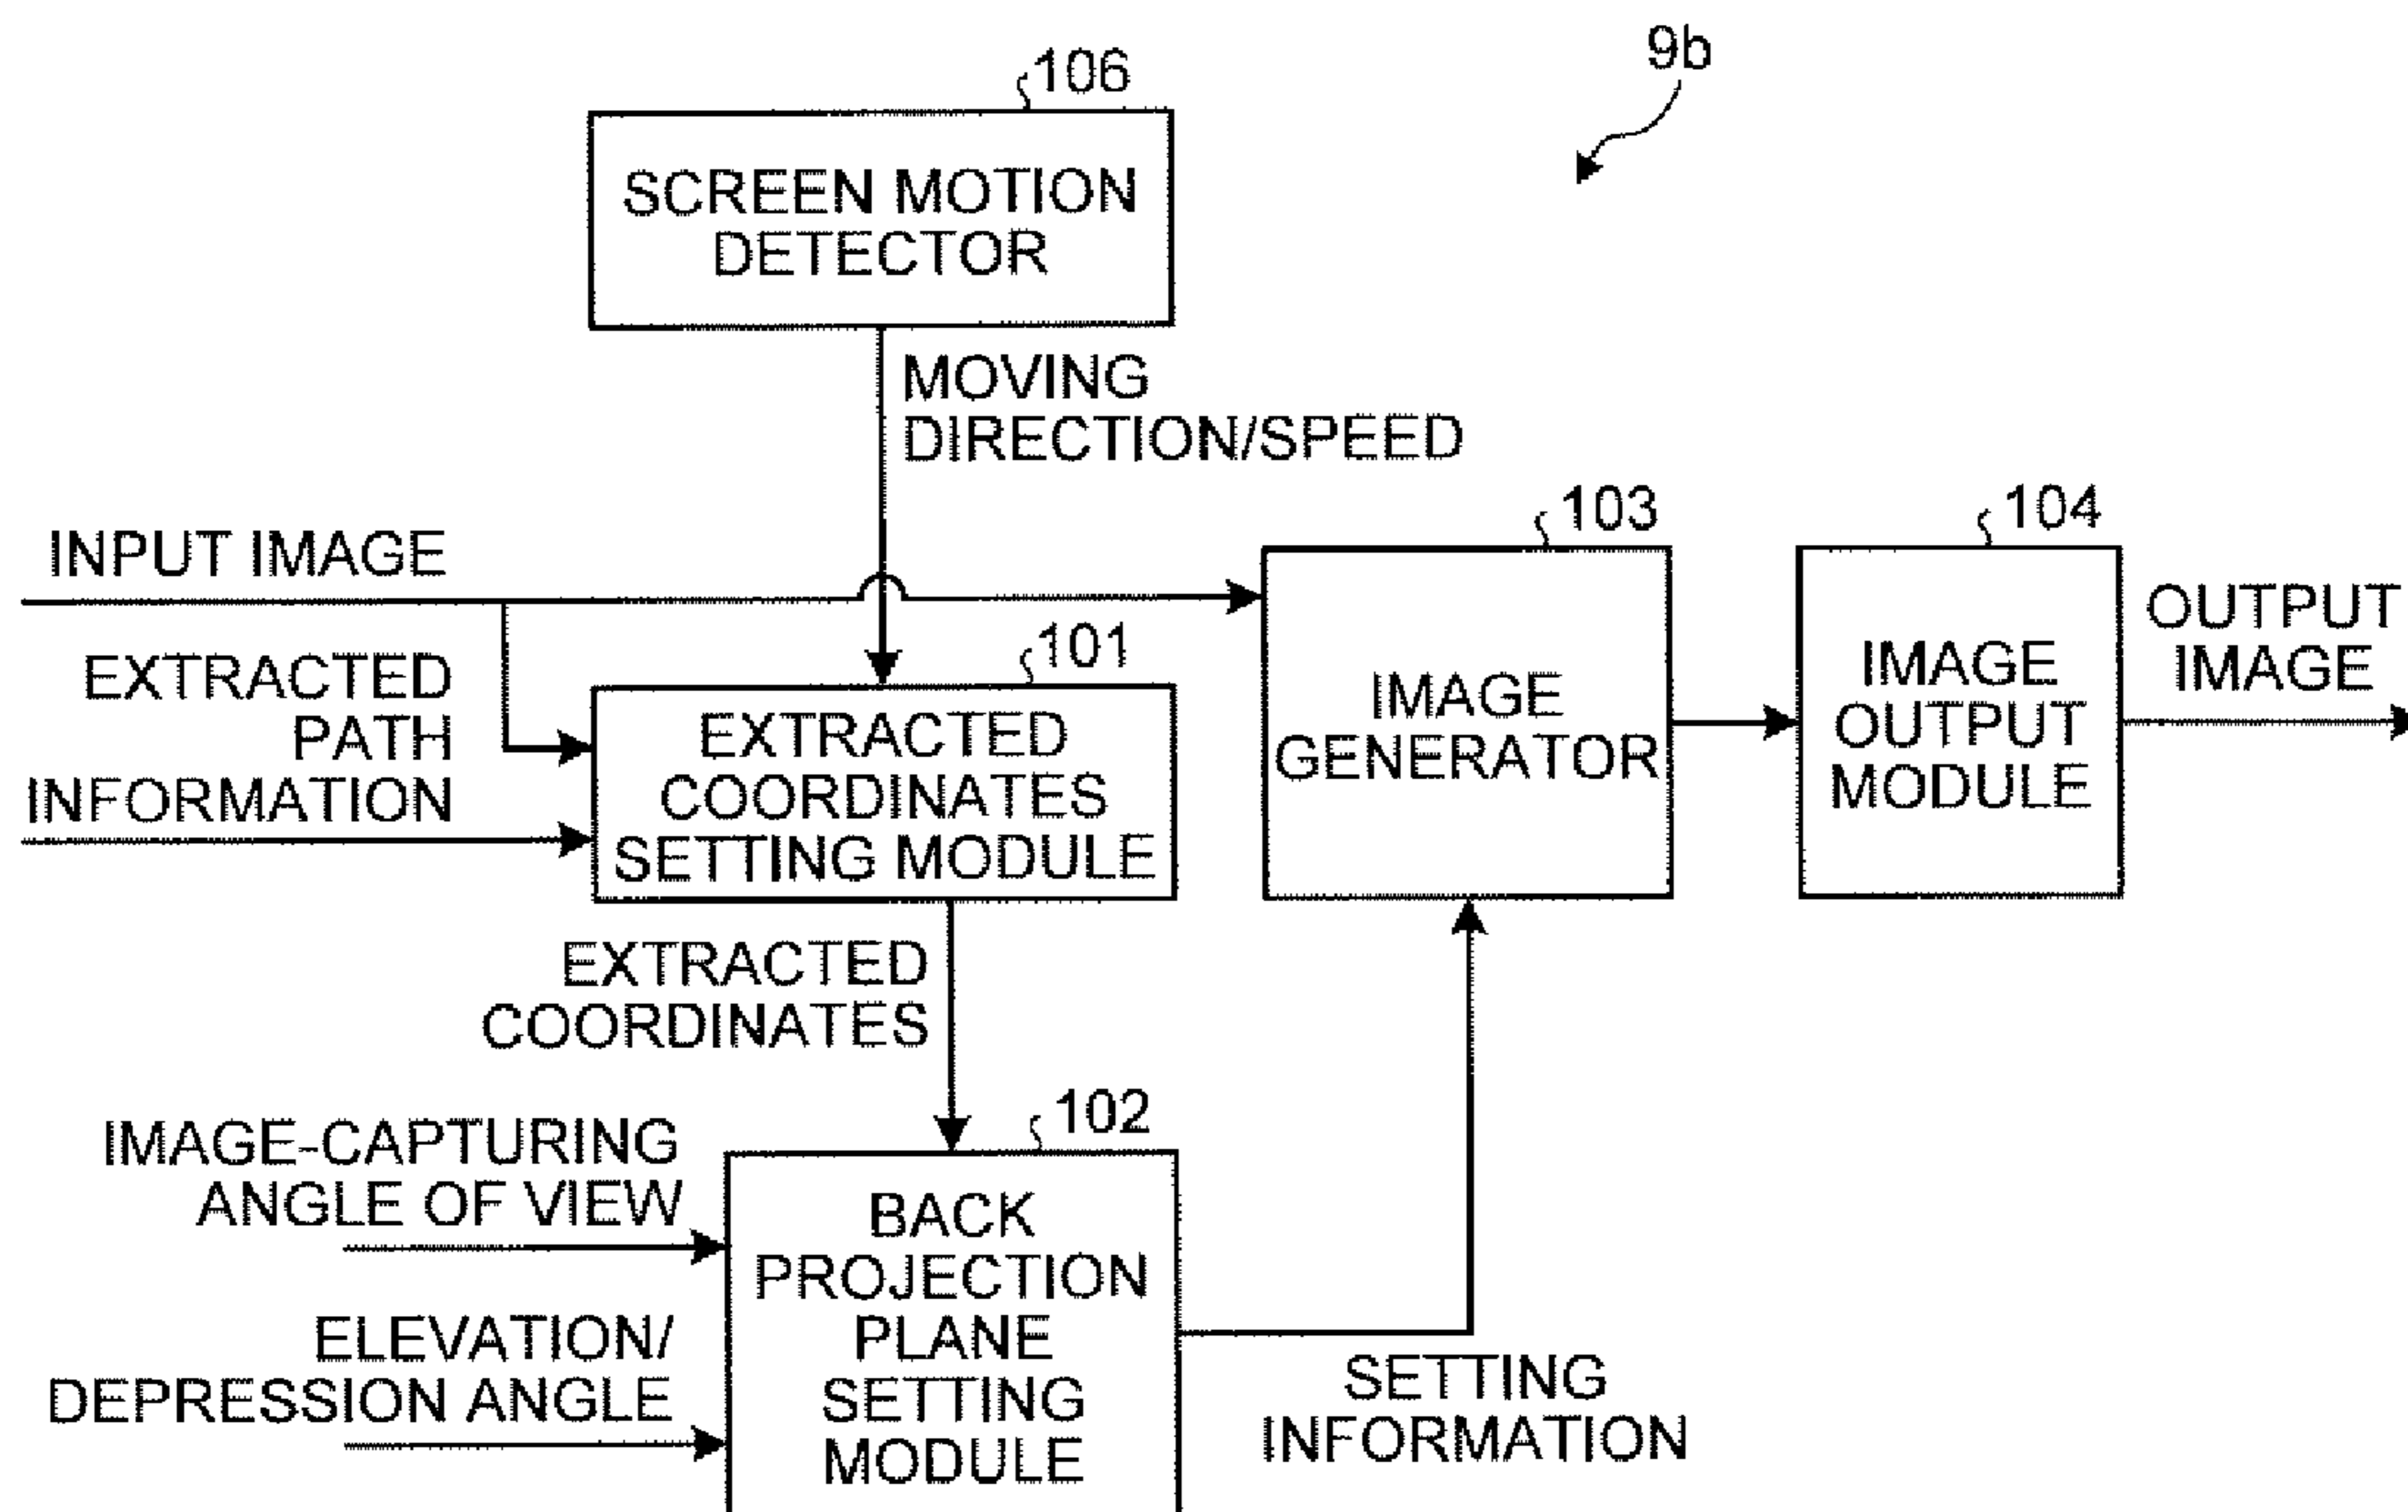 9b
106
SCREEN MOTION
DETECTOR
MOVING
DIRECTION/SPEED
INPUT IMAGE
EXTRACTED
PATH
INFORMATION
101
EXTRACTED
COORDINATES
SETTING MODULE
103
IMAGE
GENERATOR
104
IMAGE
OUTPUT
MODULE
OUTPUT
IMAGE
EXTRACTED
COORDINATES
IMAGE-CAPTURING
ANGLE OF VIEW
ELEVATION/
DEPRESSION ANGLE
102
BACK
PROJECTION
PLANE
SETTING
MODULE
SETTING
INFORMATION